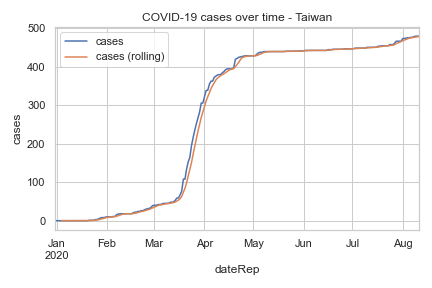 COVID-19 cases over time - Taiwan
500
400
300
200
100
0
cases
cases
cases (rolling)
Jan Feb Mar Apr May Jun Jul Aug
2020
dateRep